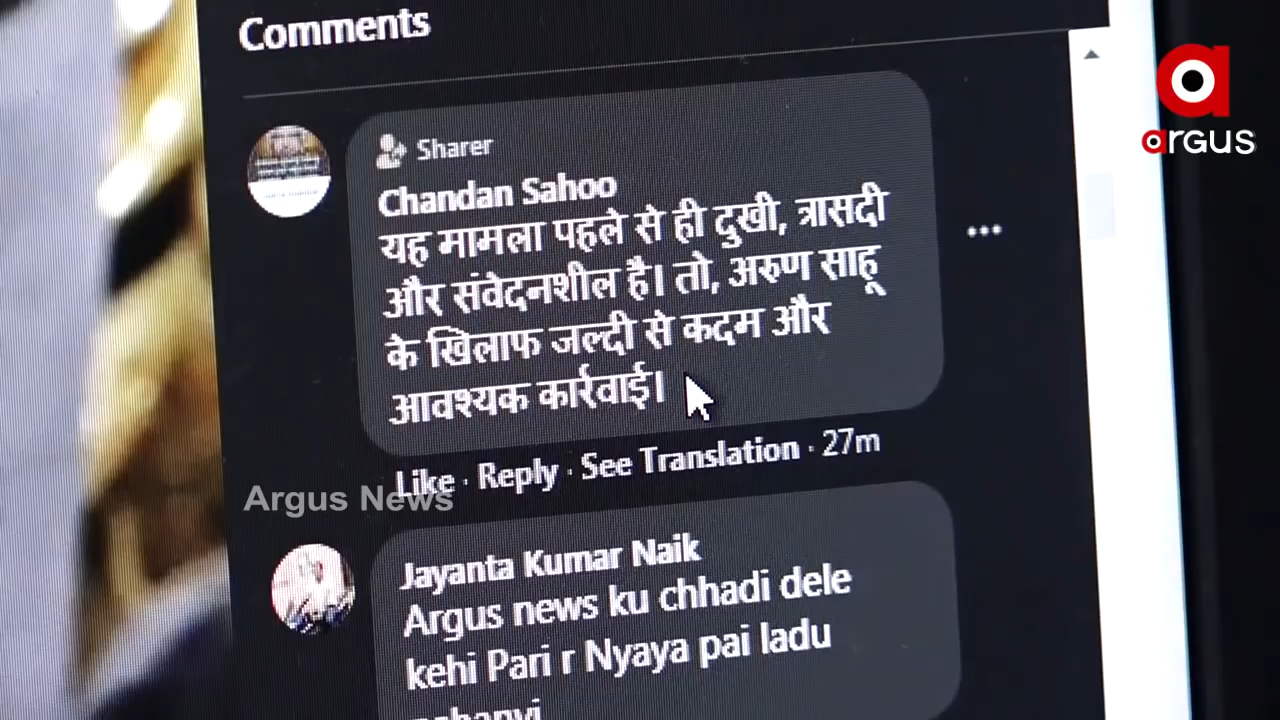 Comments
argus
Sharer
Chandan Sahoo
यह मामला पहले से ही दुखी, त्रासदी
और संवेदनशील है। तो, अरुण साहू
के खिलाफ जल्दी से कदम और
आवश्यक कार्रवाई।
Like · Reply · See Translation · 27m
Argus News
Jayanta Kumar Naik
Argus news ku chhadi dele
kehi Pari r Nyaya pai ladu